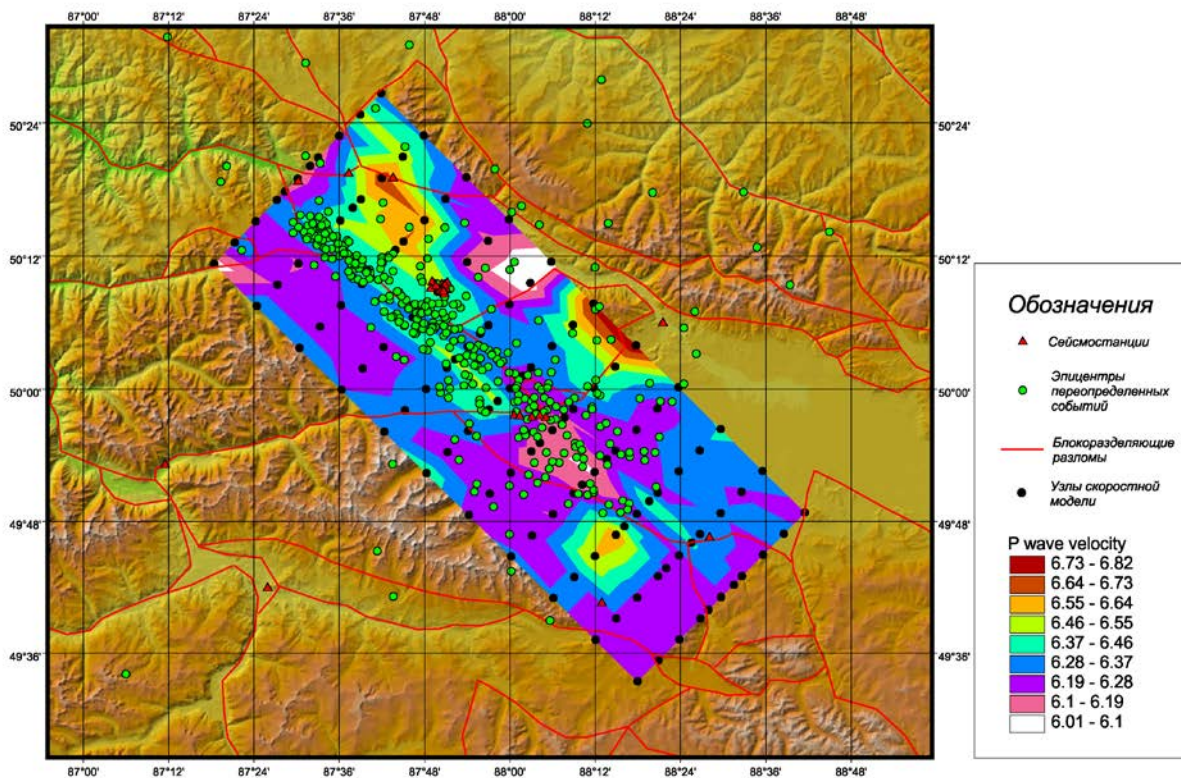 87°00' 87°12' 87°24' 87°36' 87°48' 88°00' 88°12' 88°24' 88°36' 88°48'
50°24' 50°24'
50°12' 50°12'
50°00' 50°00'
49°48' 49°48'
49°36' 49°36'
87°00' 87°12' 87°24' 87°36' 87°48' 88°00' 88°12' 88°24' 88°36' 88°48'
Обозначения
Сейсмостанции
Эпицентры
переопределенных
событий
Блокоразделяющие
разломы
Узлы скоростной
модели
P wave velocity
6.73 - 6.82
6.64 - 6.73
6.55 - 6.64
6.46 - 6.55
6.37 - 6.46
6.28 - 6.37
6.19 - 6.28
6.1 - 6.19
6.01 - 6.1